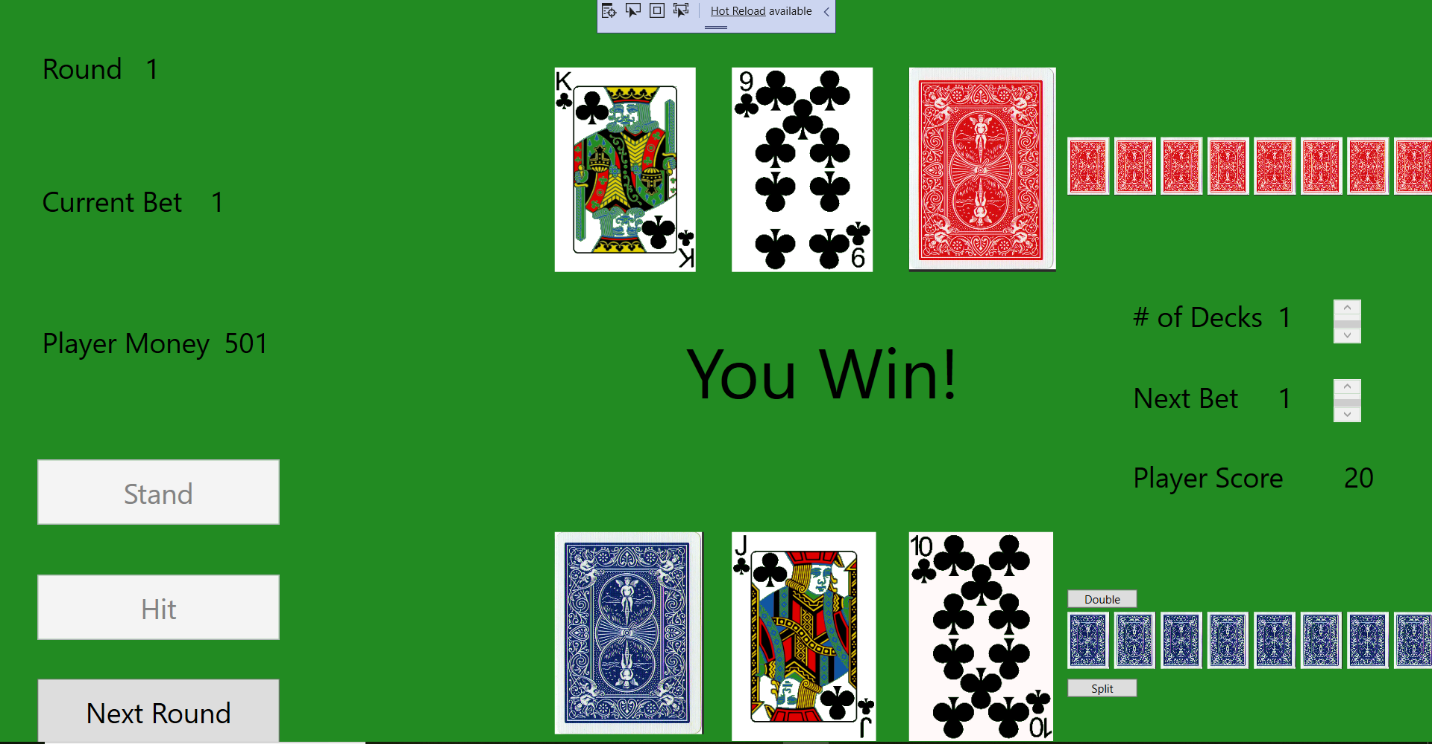 Hot Reload available
Round 1
K
9
Current Bet 1
K
9
# of Decks 1
Player Money 501
You Win!
Next Bet 1
Player Score 20
Stand
J
10
Hit
Double
Split
Next Round
J
10